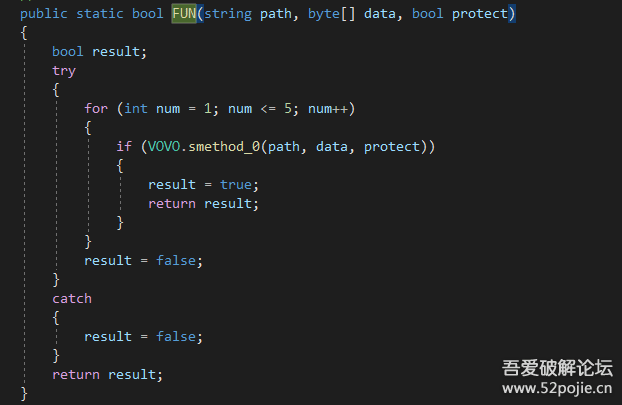 public static bool FUN(string path, byte[] data, bool protect)
{
    bool result;
    try
    {
        for (int num = 1; num <= 5; num++)
        {
            if (VOVO.smethod_0(path, data, protect))
            {
                result = true;
                return result;
            }
        }
        result = false;
    }
    catch
    {
        result = false;
    }
    return result;
}
吾爱破解论坛
www.52pojie.cn